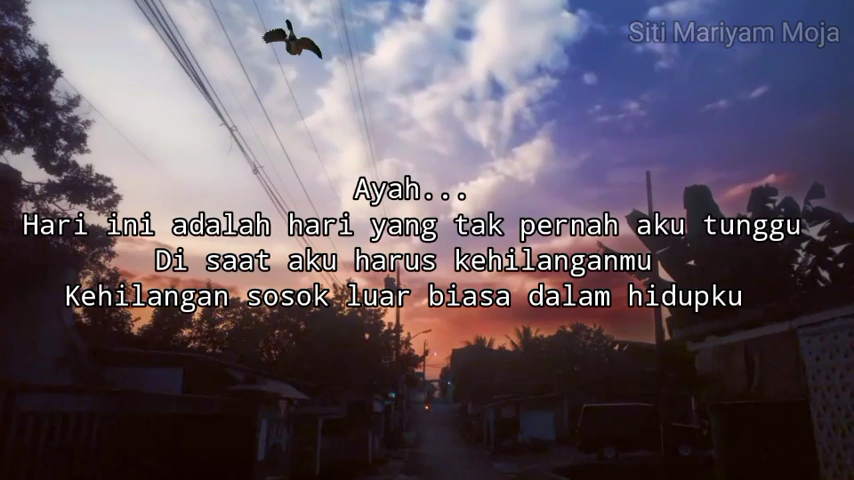 Siti Mariyam Moja
Ayah...
Hari ini adalah hari yang tak pernah aku tunggu
Di saat aku harus kehilanganmu
Kehilangan sosok luar biasa dalam hidupku